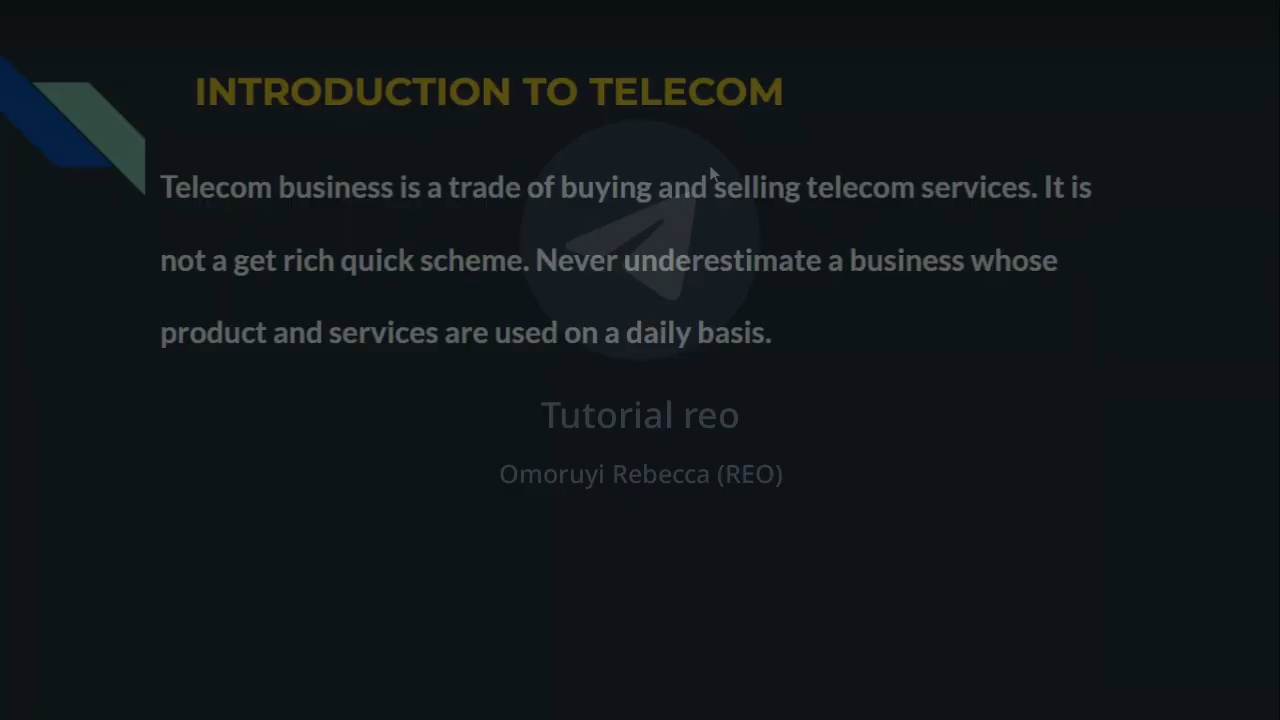 INTRODUCTION TO TELECOM
Telecom business is a trade of buying and selling telecom services. It is
not a get rich quick scheme. Never underestimate a business whose
product and services are used on a daily basis.
Tutorial reo
Omoruyi Rebecca (REO)